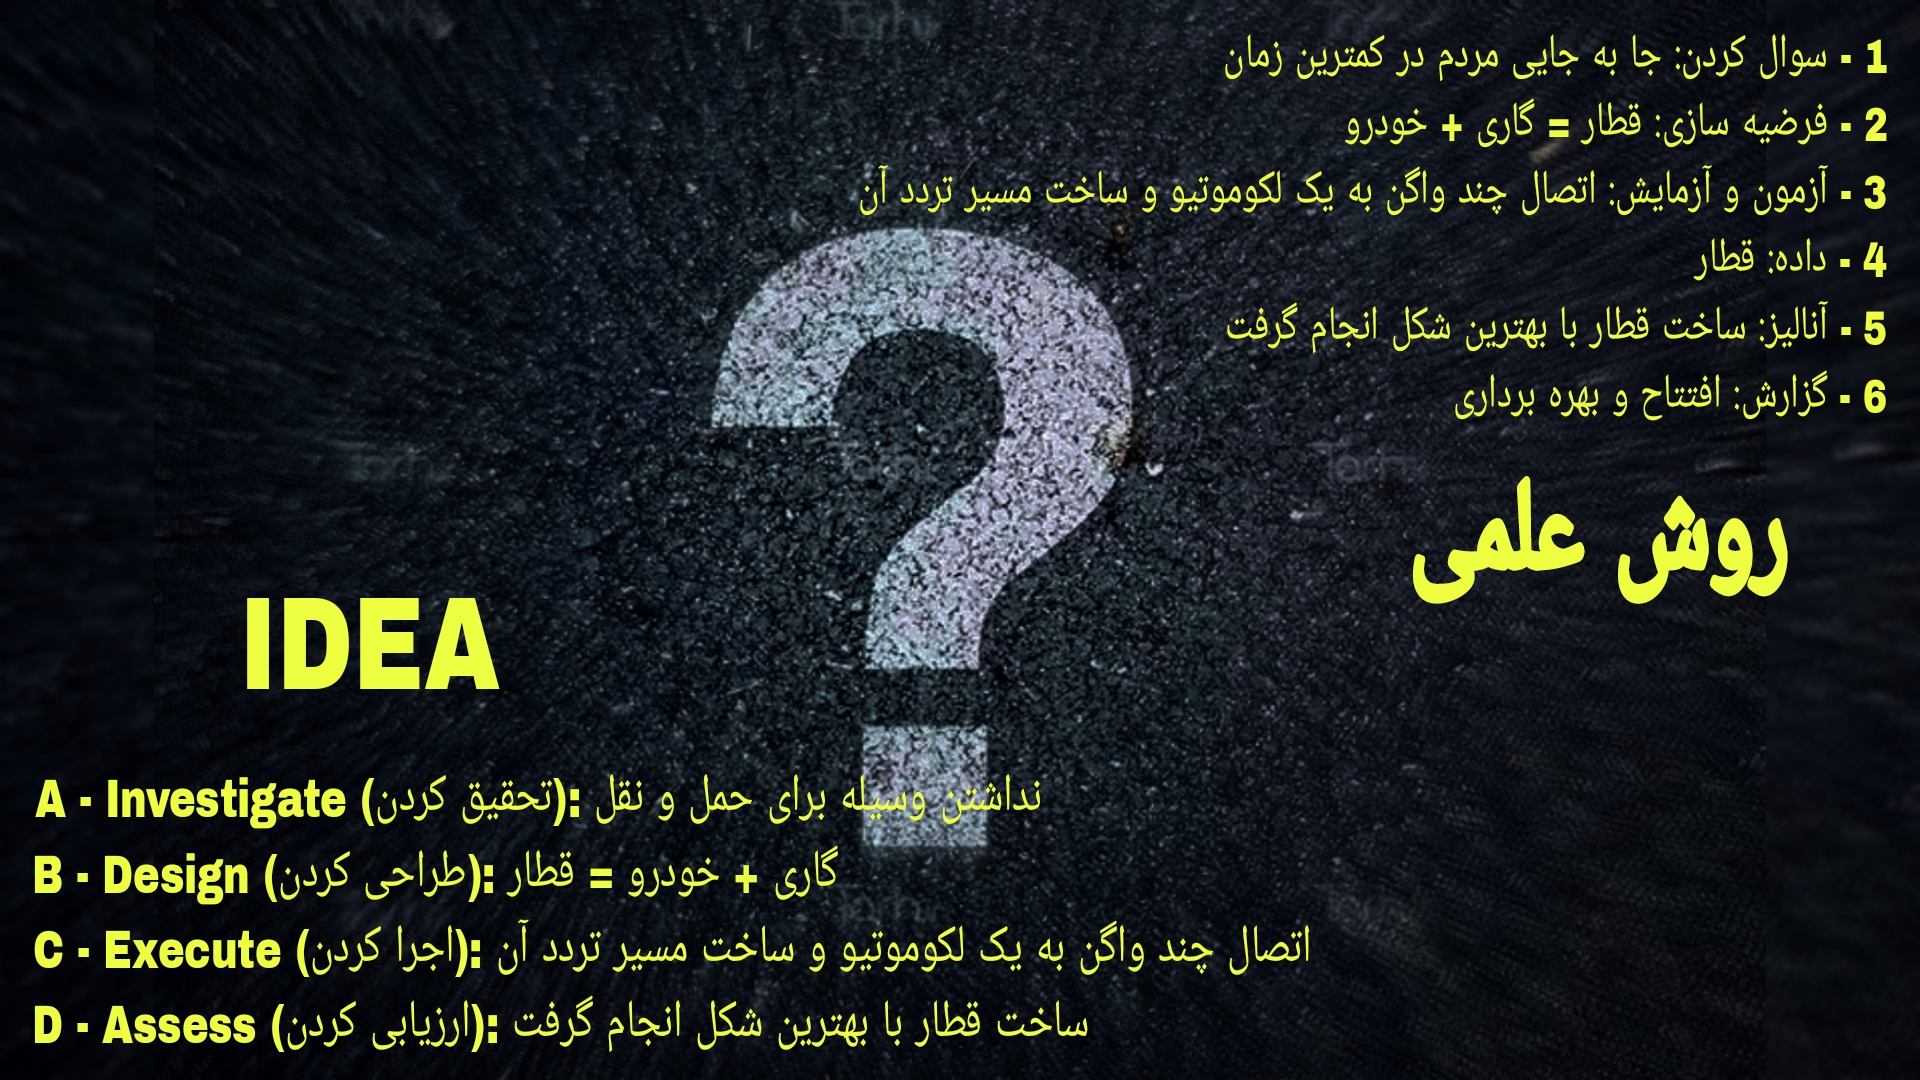 1 - سوال کردن: جا به جایی مردم در کمترین زمان
2 - فرضیه سازی: قطار = گاری + خودرو
3 - آزمون و آزمایش: اتصال چند واگن به یک لکوموتیو و ساخت مسیر تردد آن
4 - داده: قطار
5 - آنالیز: ساخت قطار با بهترین شکل انجام گرفت
6 - گزارش: افتتاح و بهره برداری
روش علمی
?
IDEA
A - Investigate (تحقیق کردن): نداشتن وسیله برای حمل و نقل
B - Design (طراحی کردن): قطار = خودرو + گاری
C - Execute (اجرا کردن): اتصال چند واگن به یک لکوموتیو و ساخت مسیر تردد آن
D - Assess (ارزیابی کردن): ساخت قطار با بهترین شکل انجام گرفت